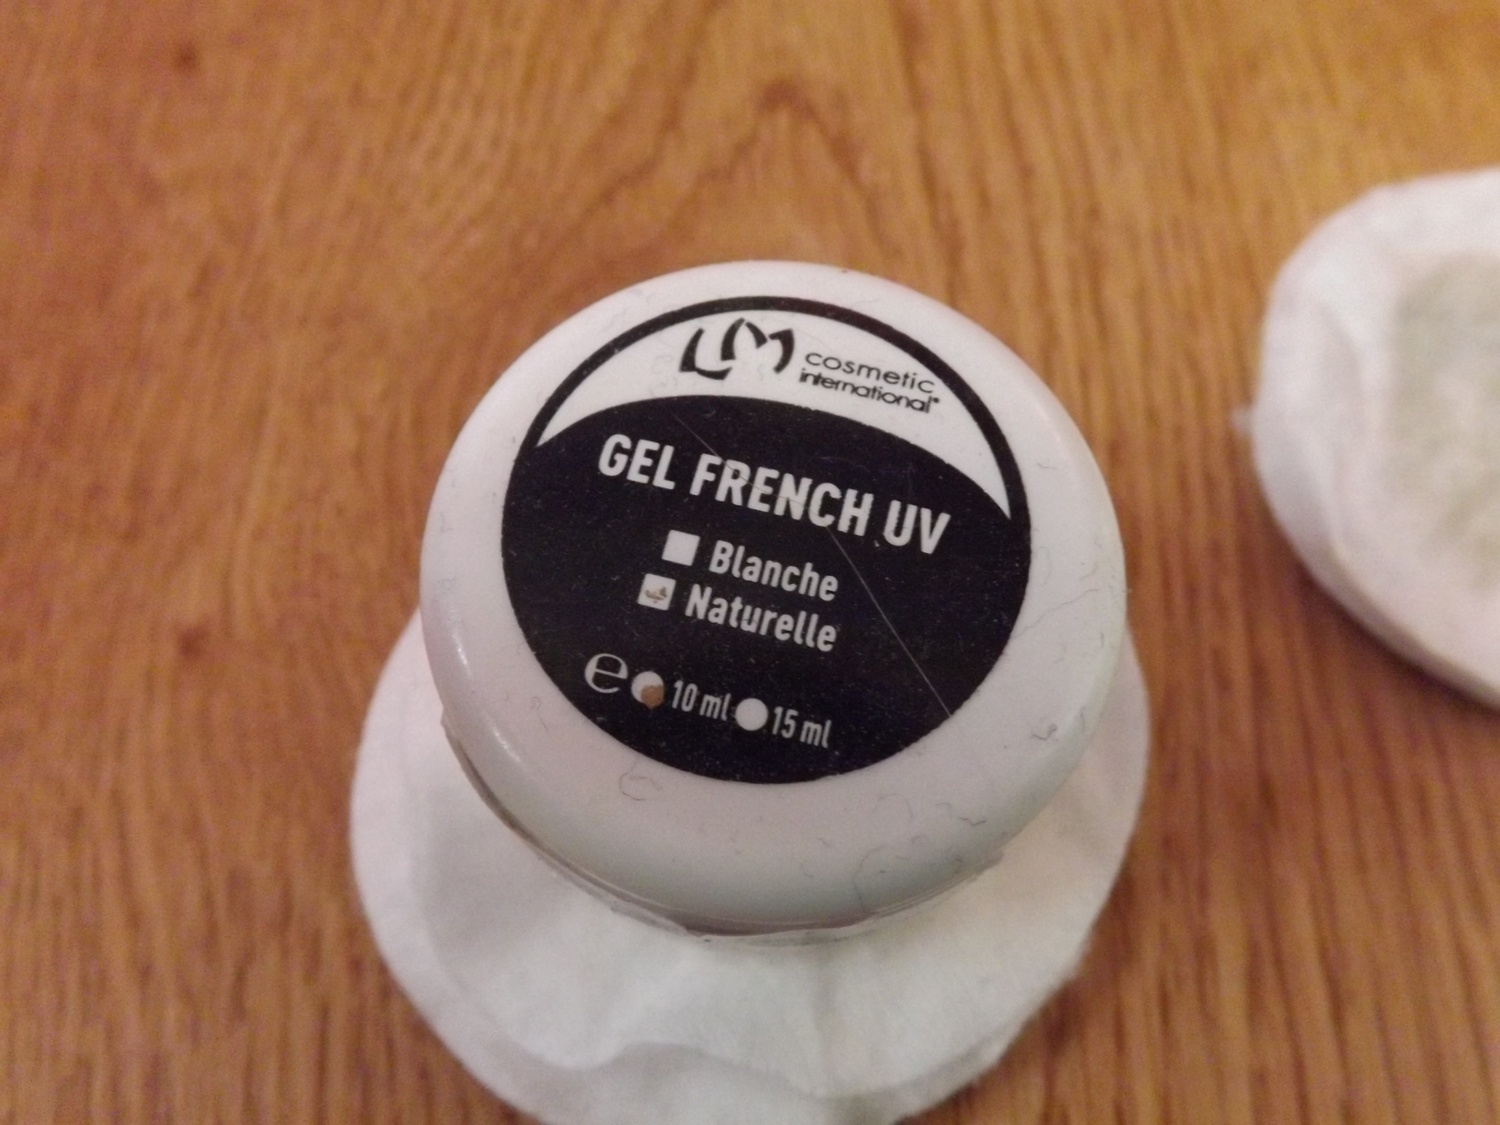 LM cosmetic
international®
GEL FRENCH UV
Blanche
Naturelle
℮ 10 ml 15 ml